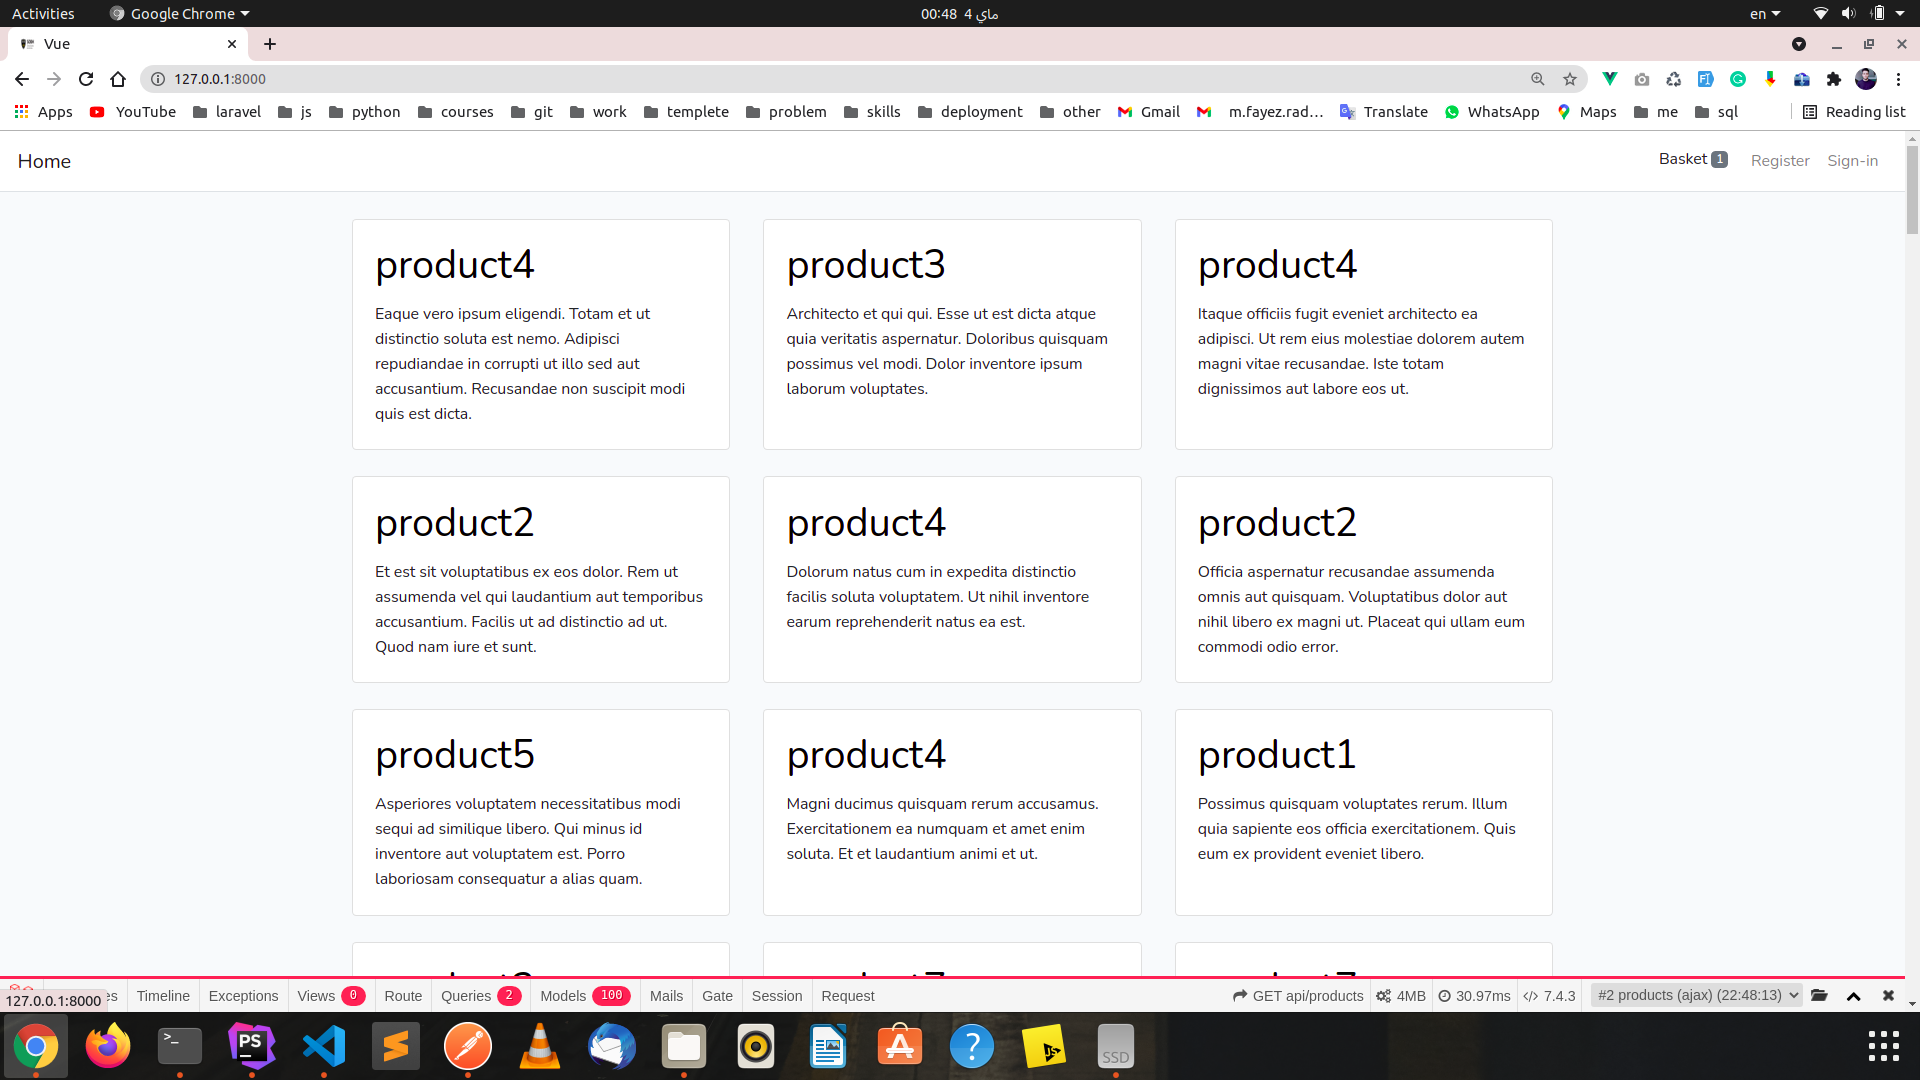 Activities
Google Chrome
00:48 4 ماي
en
Vue
127.0.0.1:8000
Apps
YouTube
laravel
js
python
courses
git
work
templete
problem
skills
deployment
other
Gmail
m.fayez.rad...
Translate
WhatsApp
Maps
me
sql
Reading list
Home
Basket 1
Register
Sign-in
product4
Eaque vero ipsum eligendi. Totam et ut
distinctio soluta est nemo. Adipisci
repudiandae in corrupti ut illo sed aut
accusantium. Recusandae non suscipit modi
quis est dicta.
product3
Architecto et qui qui. Esse ut est dicta atque
quia veritatis aspernatur. Doloribus quisquam
possimus vel modi. Dolor inventore ipsum
laborum voluptates.
product4
Itaque officiis fugit eveniet architecto ea
adipisci. Ut rem eius molestiae dolorem autem
magni vitae recusandae. Iste totam
dignissimos aut labore eos ut.
product2
Et est sit voluptatibus ex eos dolor. Rem ut
assumenda vel qui laudantium aut temporibus
accusantium. Facilis ut ad distinctio ad ut.
Quod nam iure et sunt.
product4
Dolorum natus cum in expedita distinctio
facilis soluta voluptatem. Ut nihil inventore
earum reprehenderit natus ea est.
product2
Officia aspernatur recusandae assumenda
omnis aut quisquam. Voluptatibus dolor aut
nihil libero ex magni ut. Placeat qui ullam eum
commodi odio error.
product5
Asperiores voluptatem necessitatibus modi
sequi ad similique libero. Qui minus id
inventore aut voluptatem est. Porro
laboriosam consequatur a alias quam.
product4
Magni ducimus quisquam rerum accusamus.
Exercitationem ea numquam et amet enim
soluta. Et et laudantium animi et ut.
product1
Possimus quisquam voluptates rerum. Illum
quia sapiente eos officia exercitationem. Quis
eum ex provident eveniet libero.
127.0.0.1:8000
Timeline
Exceptions
Views 0
Route
Queries 2
Models 100
Mails
Gate
Session
Request
GET api/products
4MB
30.97ms
7.4.3
#2 products (ajax) (22:48:13)
PS
JS
SSD